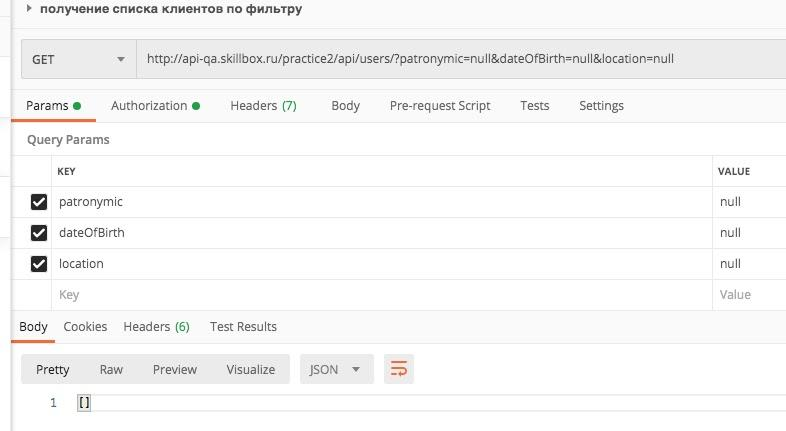 получение списка клиентов по фильтру
GET http://api-qa.skillbox.ru/practice2/api/users/?patronymic=null&dateOfBirth=null&location=null
Params Authorization Headers (7) Body Pre-request Script Tests Settings
Query Params
KEY VALUE
patronymic null
dateOfBirth null
location null
Key Value
Body Cookies Headers (6) Test Results
Pretty Raw Preview Visualize JSON
1 []